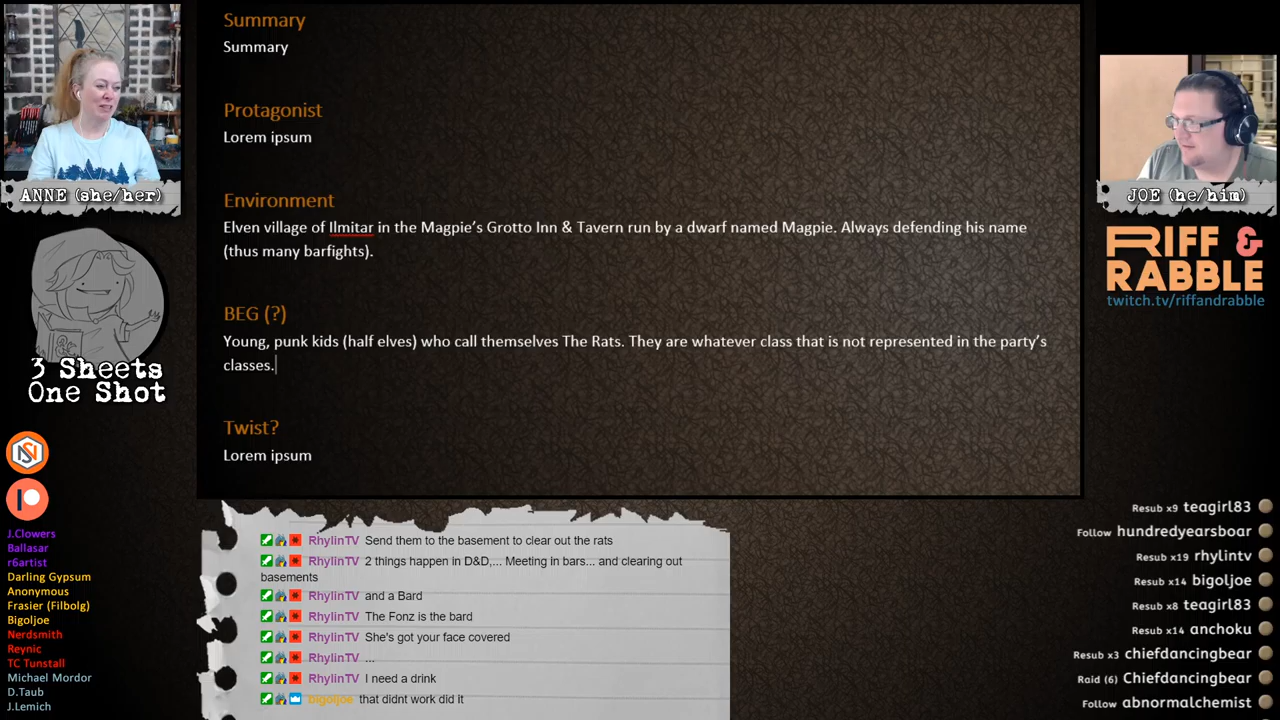 Summary
Summary
Protagonist
Lorem ipsum
Environment
Elven village of Ilmitar in the Magpie's Grotto Inn & Tavern run by a dwarf named Magpie. Always defending his name
(thus many barfights).
BEG (?)
Young, punk kids (half elves) who call themselves The Rats. They are whatever class that is not represented in the party's
classes.
Twist?
Lorem ipsum
ANNE (she/her)
JOE (he/him)
3 Sheets
One Shot
RIFF &
RABBLE
twitch.tv/riffandrabble
J.Clowers
Ballasar
r6artist
Darling Gypsum
Anonymous
Frasier (Filbolg)
Bigoljoe
Nerdsmith
Reynic
TC Tunstall
Michael Mordor
D.Taub
J.Lemich
RhylinTV Send them to the basement to clear out the rats
RhylinTV 2 things happen in D&D,... Meeting in bars... and clearing out
basements
RhylinTV and a Bard
RhylinTV The Fonz is the bard
RhylinTV She's got your face covered
RhylinTV ...
RhylinTV I need a drink
bigoljoe that didnt work did it
Resub x9 teagirl83
Follow hundredyearsboar
Resub x19 rhylintv
Resub x14 bigoljoe
Resub x8 teagirl83
Resub x14 anchoku
Resub x3 chiefdancingbear
Raid (6) Chiefdancingbear
Follow abnormalchemist